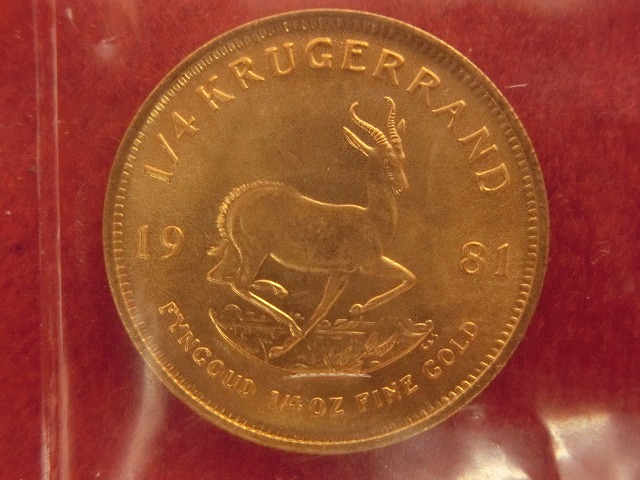 1/4 KRUGERRAND
19 81
FYNGOUD 1/4 OZ FINE GOLD